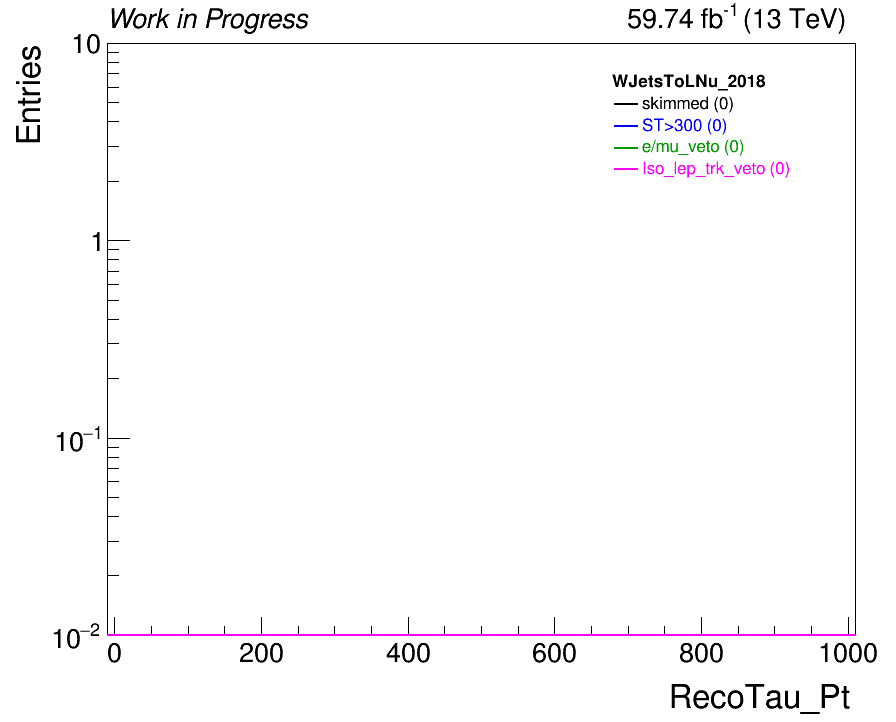 Work in Progress
59.74 fb⁻¹ (13 TeV)
Entries
10
1
10⁻¹
10⁻²
WJetsToLNu_2018
skimmed (0)
ST>300 (0)
e/mu_veto (0)
Iso_lep_trk_veto (0)
0 200 400 600 800 1000
RecoTau_Pt